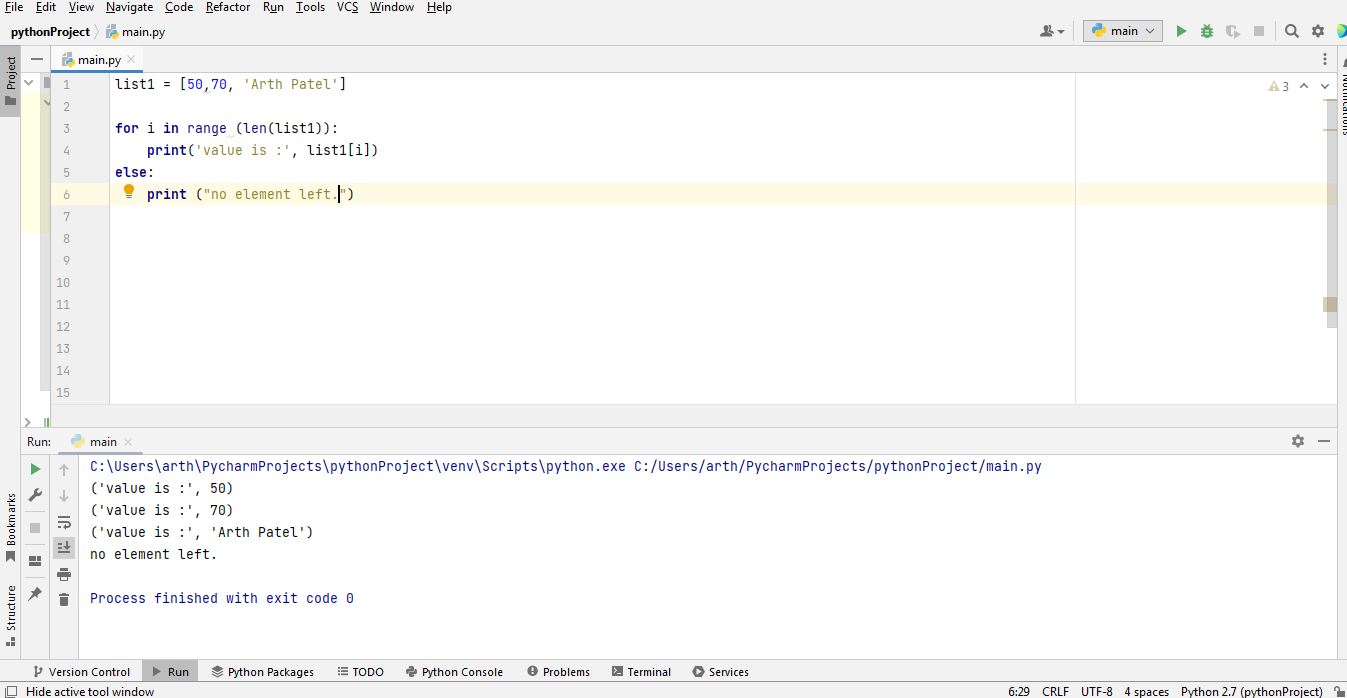 File Edit View Navigate Code Refactor Run Tools VCS Window Help
pythonProject main.py main
Project
main.py
1 list1 = [50,70, 'Arth Patel'] 3
2
3 for i in range (len(list1)):
4 print('value is :', list1[i])
5 else:
6 print ("no element left.")
7
8
9
10
11
12
13
14
15
Notifications
Run: main
C:\Users\arth\PycharmProjects\pythonProject\venv\Scripts\python.exe C:/Users/arth/PycharmProjects/pythonProject/main.py
('value is :', 50)
('value is :', 70)
('value is :', 'Arth Patel')
no element left.
Process finished with exit code 0
Bookmarks
Structure
Version Control Run Python Packages TODO Python Console Problems Terminal Services
Hide active tool window 6:29 CRLF UTF-8 4 spaces Python 2.7 (pythonProject)